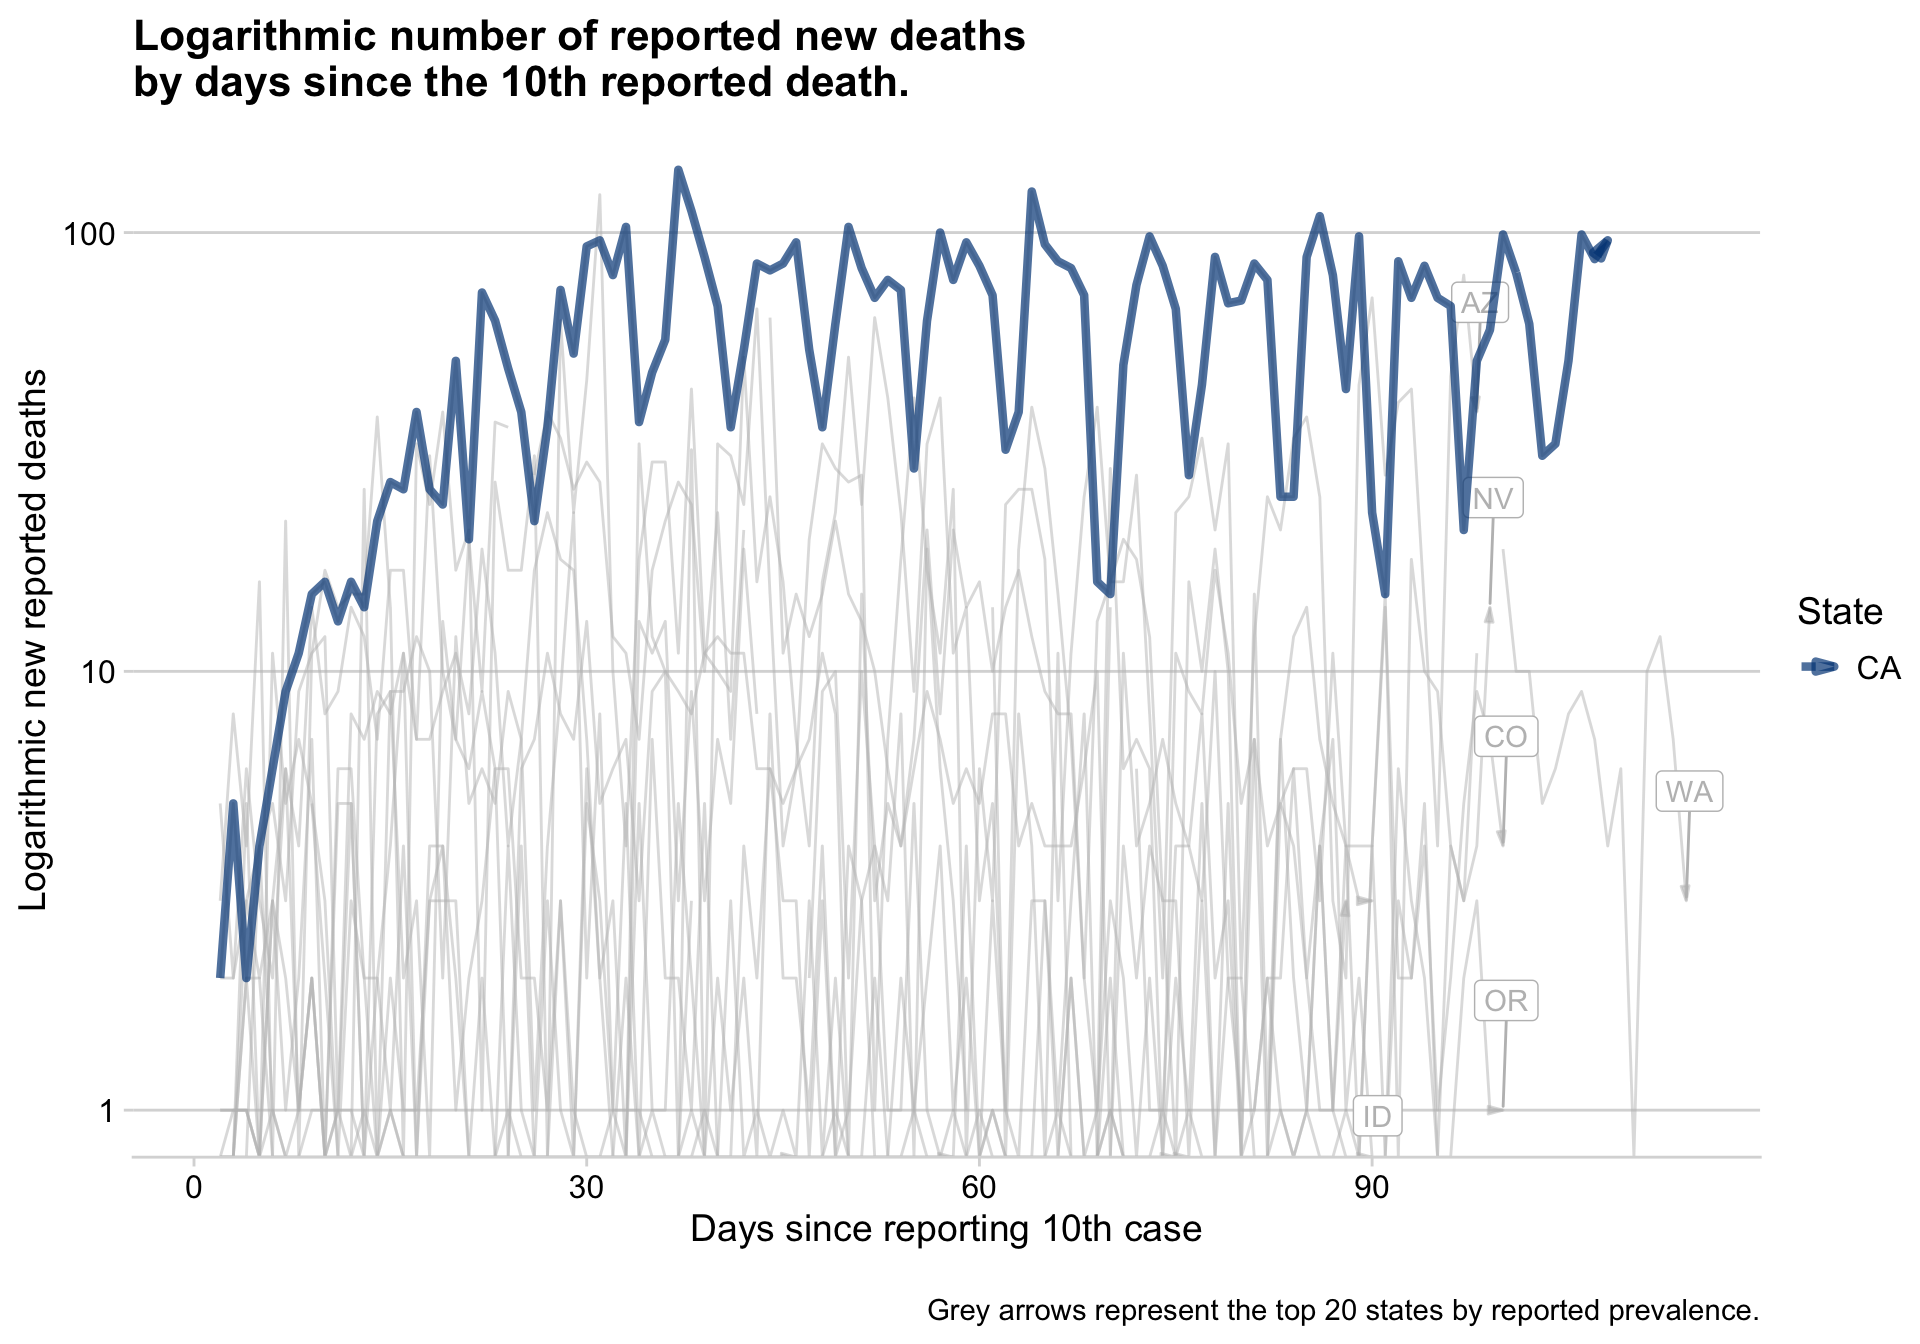 Logarithmic number of reported new deaths
by days since the 10th reported death.
Logarithmic new reported deaths
100
10
1
AZ
NV
CO
WA
OR
ID
State
CA
0 30 60 90
Days since reporting 10th case
Grey arrows represent the top 20 states by reported prevalence.